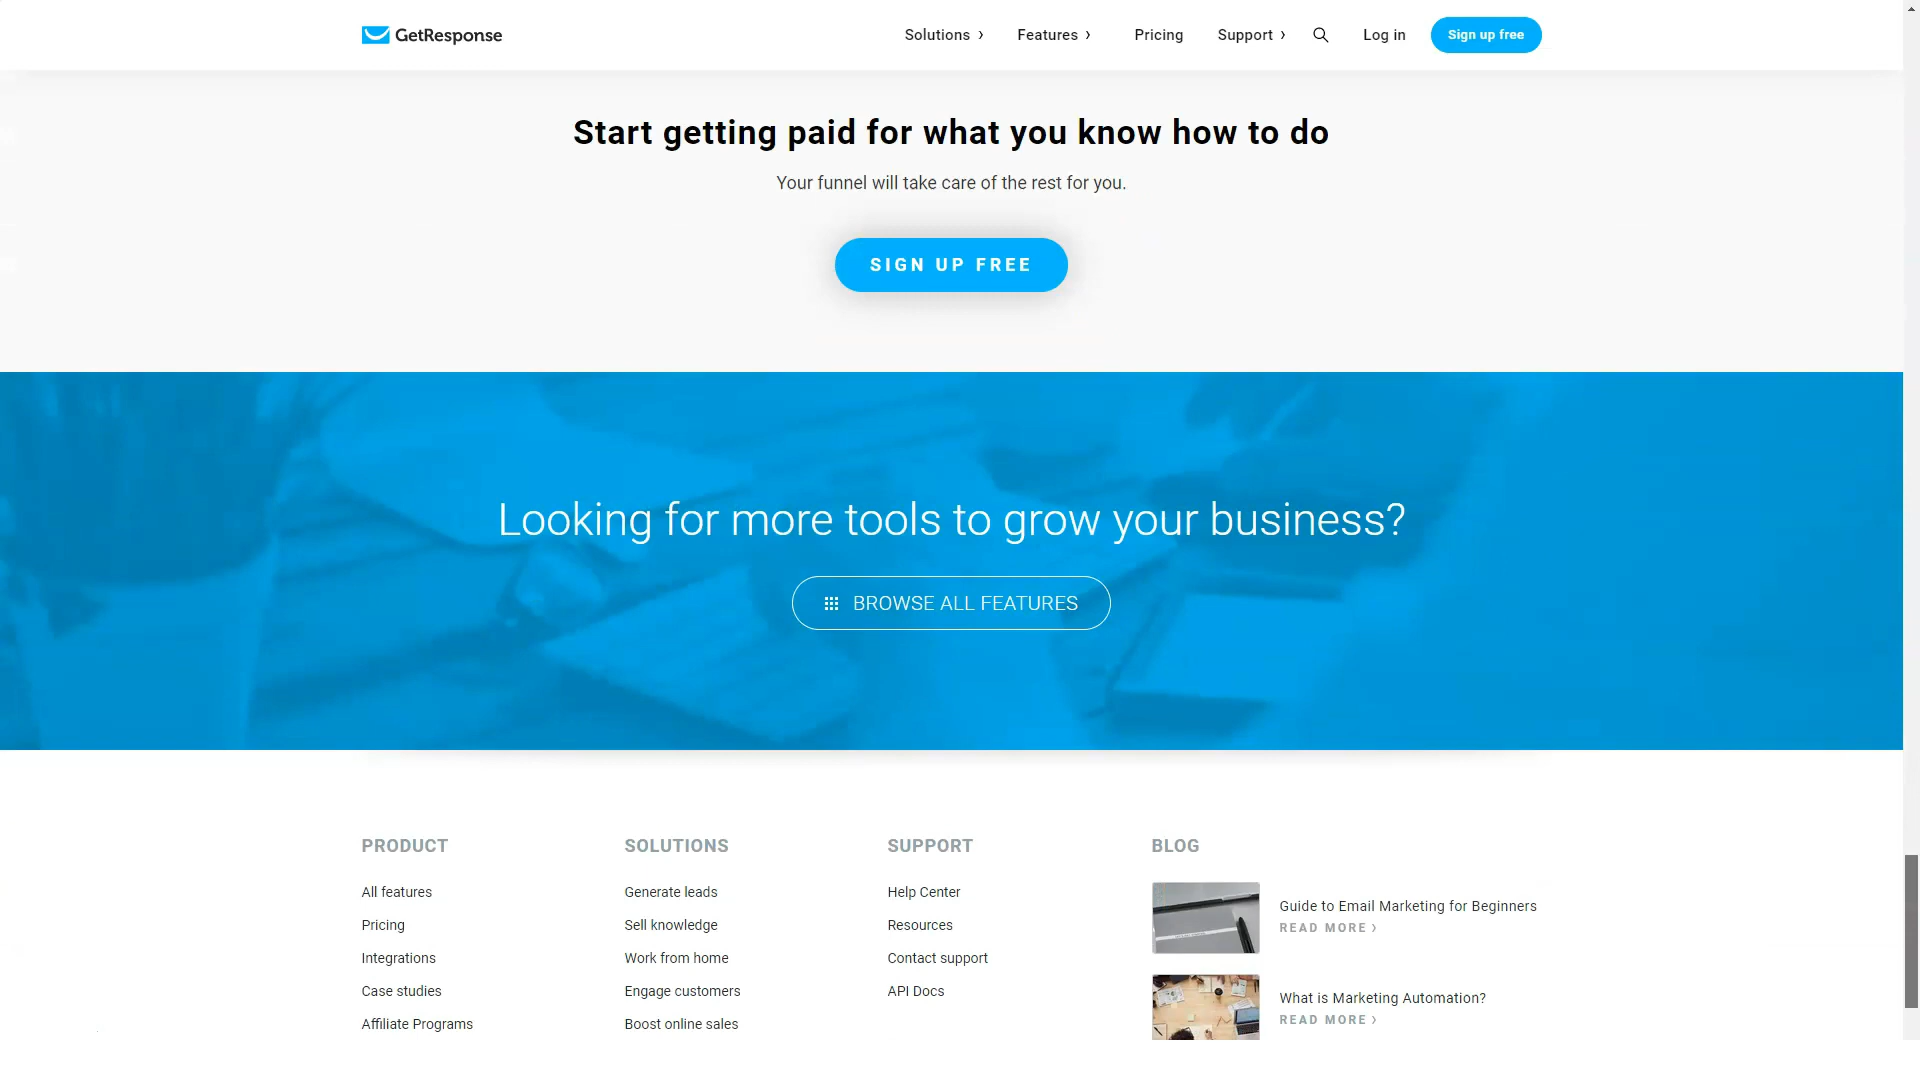 GetResponse
Solutions ›
Features ›
Pricing
Support ›
Log in
Sign up free
Start getting paid for what you know how to do
Your funnel will take care of the rest for you.
SIGN UP FREE
Looking for more tools to grow your business?
BROWSE ALL FEATURES
PRODUCT
All features
Pricing
Integrations
Case studies
Affiliate Programs
SOLUTIONS
Generate leads
Sell knowledge
Work from home
Engage customers
Boost online sales
SUPPORT
Help Center
Resources
Contact support
API Docs
BLOG
Guide to Email Marketing for Beginners
READ MORE ›
What is Marketing Automation?
READ MORE ›